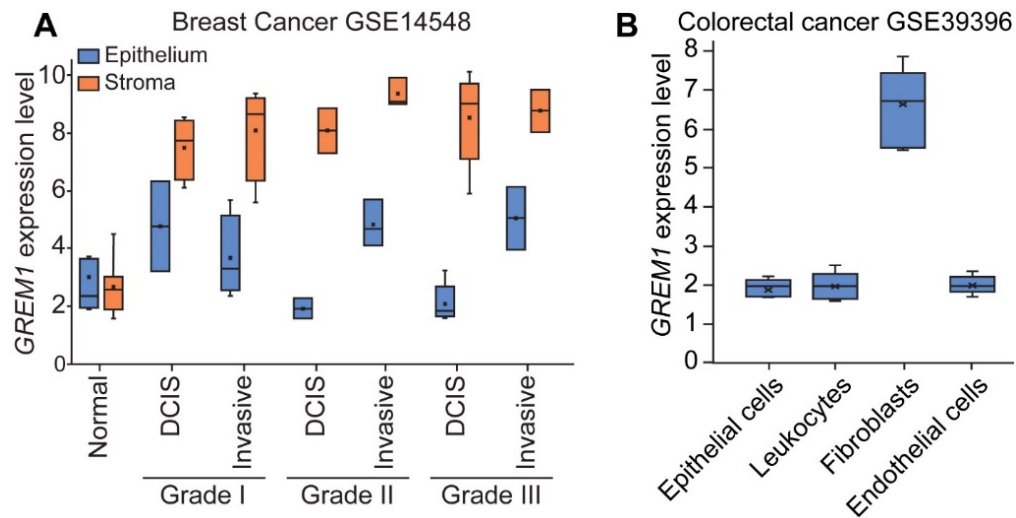 A
Breast Cancer GSE14548
Epithelium
Stroma
GREM1 expression level
10
8
6
4
2
0
Normal
DCIS
Invasive
DCIS
Invasive
DCIS
Invasive
Grade I
Grade II
Grade III
B
Colorectal cancer GSE39396
GREM1 expression level
8
7
6
5
4
3
2
1
0
Epithelial cells
Leukocytes
Fibroblasts
Endothelial cells